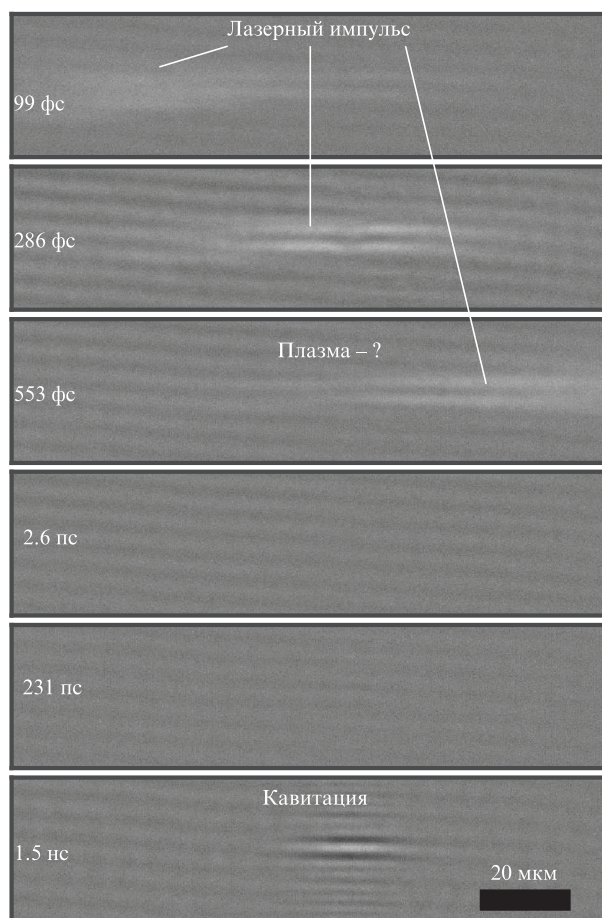 Лазерный импульс
99 фс
286 фс
Плазма – ?
553 фс
2.6 пс
231 пс
Кавитация
1.5 нс
20 мкм